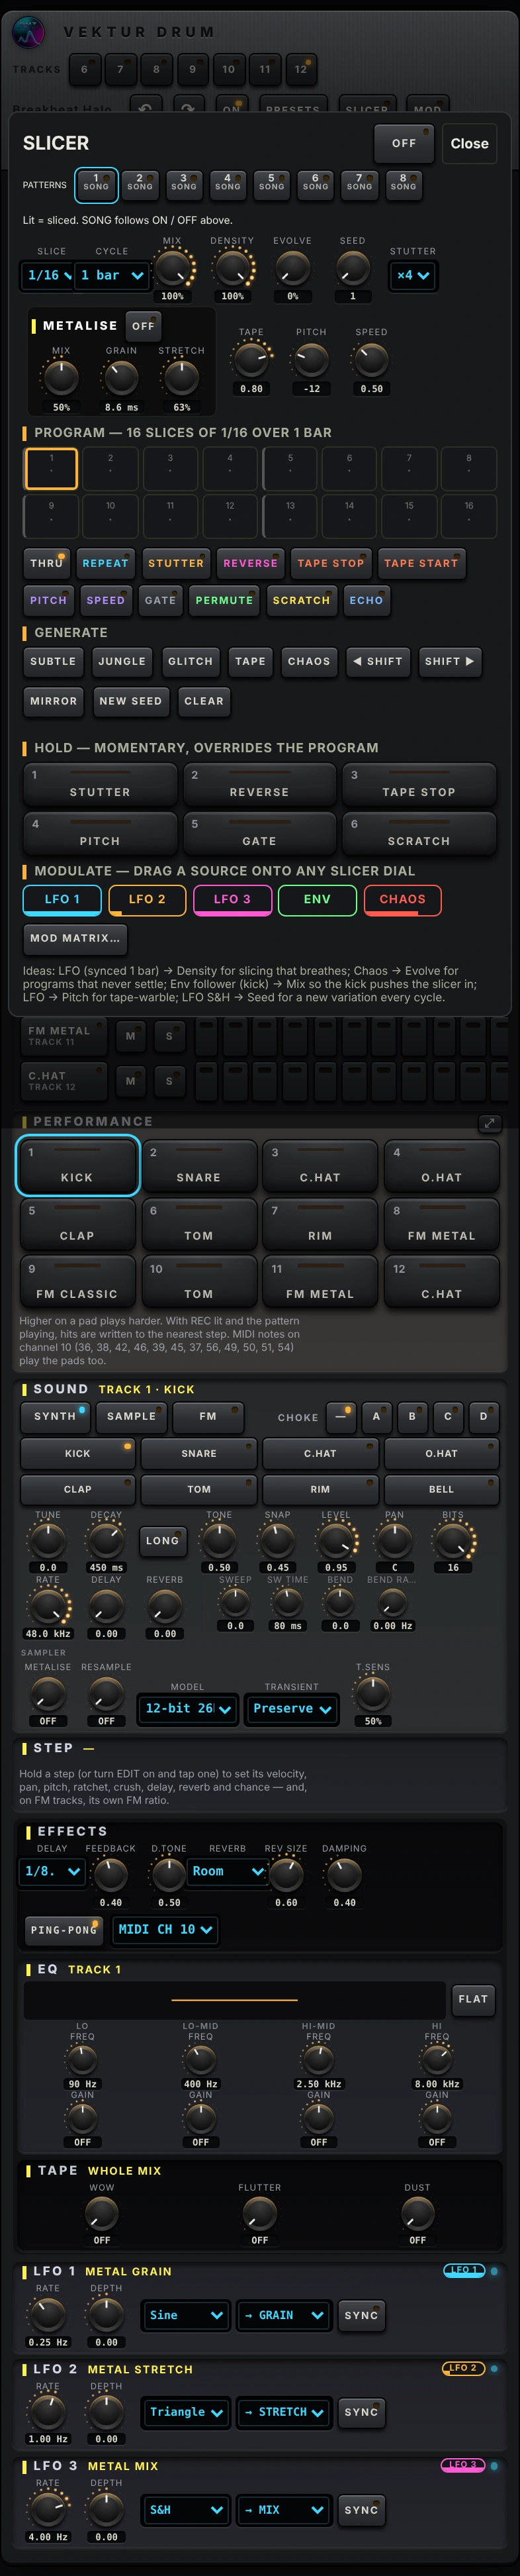 VEKTUR DRUM
TRACKS 6 7 8 9 10 11 12
Breakbeat Halo ON PRESETS SLICER MOD
SLICER OFF Close
PATTERNS 1 SONG 2 SONG 3 SONG 4 SONG 5 SONG 6 SONG 7 SONG 8 SONG
Lit = sliced. SONG follows ON / OFF above.
SLICE CYCLE MIX DENSITY EVOLVE SEED STUTTER
1/16 1 bar 100% 100% 0% 1 ×4
METALISE OFF
MIX GRAIN STRETCH TAPE PITCH SPEED
50% 8.6 ms 63% 0.80 -12 0.50
PROGRAM — 16 SLICES OF 1/16 OVER 1 BAR
1 2 3 4 5 6 7 8
9 10 11 12 13 14 15 16
THRU REPEAT STUTTER REVERSE TAPE STOP TAPE START
PITCH SPEED GATE PERMUTE SCRATCH ECHO
GENERATE
SUBTLE JUNGLE GLITCH TAPE CHAOS ◀ SHIFT SHIFT ▶
MIRROR NEW SEED CLEAR
HOLD — MOMENTARY, OVERRIDES THE PROGRAM
1 STUTTER 2 REVERSE 3 TAPE STOP
4 PITCH 5 GATE 6 SCRATCH
MODULATE — DRAG A SOURCE ONTO ANY SLICER DIAL
LFO 1 LFO 2 LFO 3 ENV CHAOS
MOD MATRIX…
Ideas: LFO (synced 1 bar) → Density for slicing that breathes; Chaos → Evolve for
programs that never settle; Env follower (kick) → Mix so the kick pushes the slicer in;
LFO → Pitch for tape-warble; LFO S&H → Seed for a new variation every cycle.
FM METAL
TRACK 11 M S
C.HAT
TRACK 12 M S
PERFORMANCE
1 KICK 2 SNARE 3 C.HAT 4 O.HAT
5 CLAP 6 TOM 7 RIM 8 FM METAL
9 FM CLASSIC 10 TOM 11 FM METAL 12 C.HAT
Higher on a pad plays harder. With REC lit and the pattern
playing, hits are written to the nearest step. MIDI notes on
channel 10 (36, 38, 42, 46, 39, 45, 37, 56, 49, 50, 51, 54)
play the pads too.
SOUND TRACK 1 · KICK
SYNTH SAMPLE FM CHOKE — A B C D
KICK SNARE C.HAT O.HAT
CLAP TOM RIM BELL
TUNE DECAY LONG TONE SNAP LEVEL PAN BITS
0.0 450 ms 0.50 0.45 0.95 C 16
RATE DELAY REVERB SWEEP SW TIME BEND BEND RA…
48.0 kHz 0.00 0.00 0.0 80 ms 0.0 0.00 Hz
SAMPLER
METALISE RESAMPLE MODEL TRANSIENT T.SENS
OFF OFF 12-bit 26 Preserve 50%
STEP —
Hold a step (or turn EDIT on and tap one) to set its velocity,
pan, pitch, ratchet, crush, delay, reverb and chance — and,
on FM tracks, its own FM ratio.
EFFECTS
DELAY FEEDBACK D.TONE REVERB REV SIZE DAMPING
1/8. 0.40 0.50 Room 0.60 0.40
PING-PONG MIDI CH 10
EQ TRACK 1
FLAT
LO LO-MID HI-MID HI
FREQ FREQ FREQ FREQ
90 Hz 400 Hz 2.50 kHz 8.00 kHz
GAIN GAIN GAIN GAIN
OFF OFF OFF OFF
TAPE WHOLE MIX
WOW FLUTTER DUST
OFF OFF OFF
LFO 1 METAL GRAIN LFO 1
RATE DEPTH
Sine → GRAIN SYNC
0.25 Hz 0.00
LFO 2 METAL STRETCH LFO 2
RATE DEPTH
Triangle → STRETCH SYNC
1.00 Hz 0.00
LFO 3 METAL MIX LFO 3
RATE DEPTH
S&H → MIX SYNC
4.00 Hz 0.00